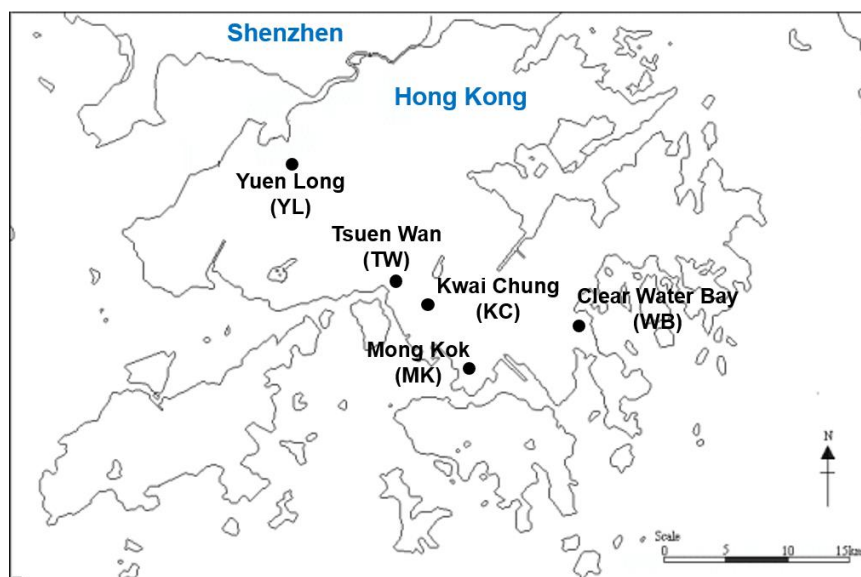 Shenzhen
Hong Kong
Yuen Long
(YL)
Tsuen Wan
(TW)
Kwai Chung
(KC)
Clear Water Bay
(WB)
Mong Kok
(MK)
N
Scale
0 5 10 15km